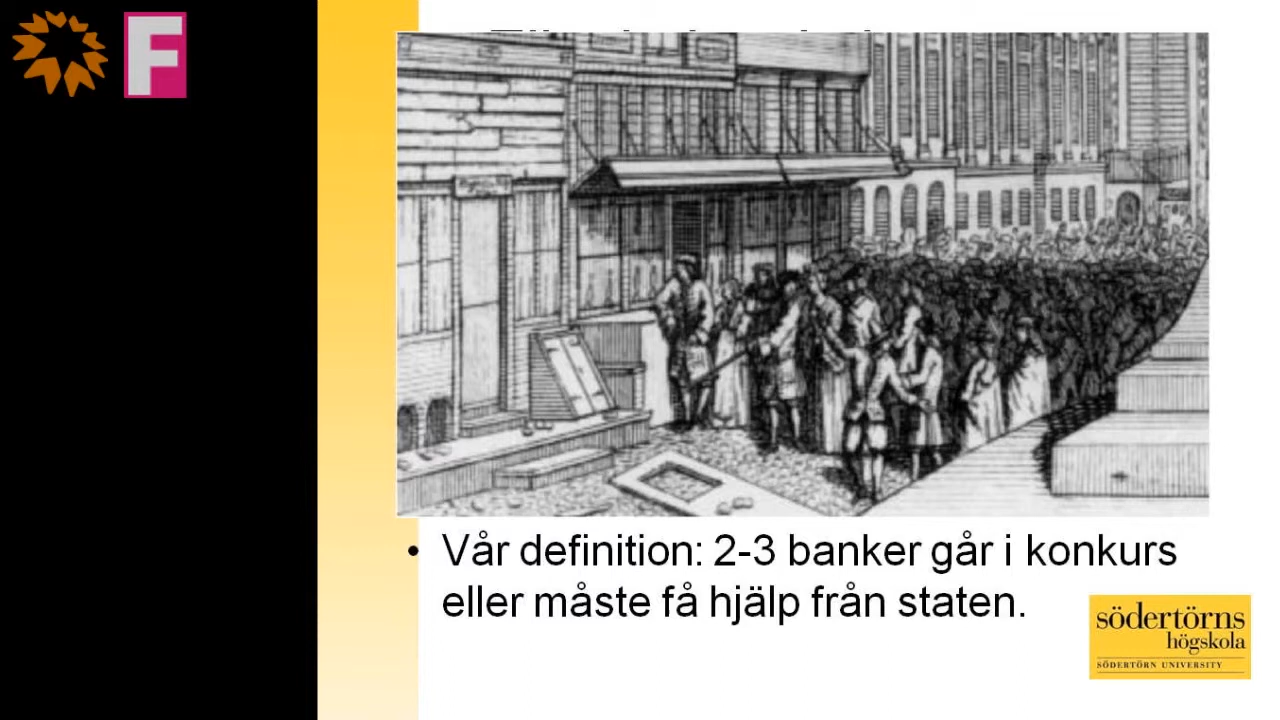 F
• Vår definition: 2-3 banker går i konkurs
eller måste få hjälp från staten.
södertörns
högskola
SÖDERTÖRN UNIVERSITY